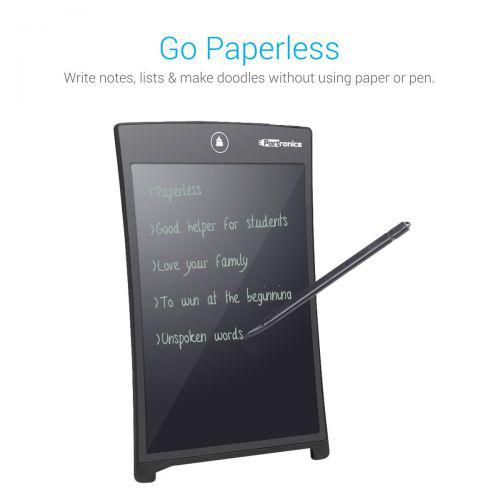 Go Paperless
Write notes, lists & make doodles without using paper or pen.
Portronics
>Paperless
>Good helper for students
>Love your family
>To win at the beginning
>Unspoken words